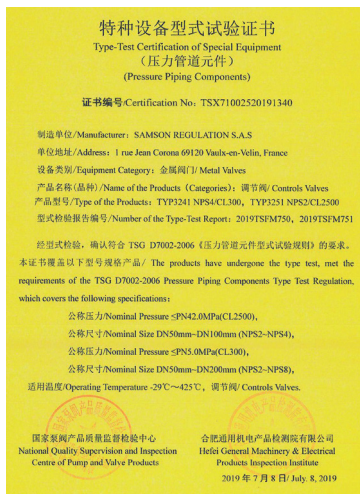 特种设备型式试验证书
Type-Test Certification of Special Equipment
（压力管道元件）
(Pressure Piping Components)
证书编号/Certification No：TSX71002520191340
制造单位/Manufacturer：SAMSON REGULATION S.A.S
单位地址/Address：1 rue Jean Corona 69120 Vaulx-en-Velin, France
设备类别/Equipment Category：金属阀门/ Metal Valves
产品名称(品种）/Name of the Products（Categories）：调节阀/ Controls Valves
产品型号/Type of the Products：TYP3241 NPS4/CL300，TYP3251 NPS2/CL2500
型式检验报告编号/Number of the Type-Test Report：2019TSFM750，2019TSFM751
经型式检验，确认符合 TSG D7002-2006《压力管道元件型式试验规则》的要求。
本证书覆盖以下型号规格产品/ The products have undergone the type test, met the
requirements of the TSG D7002-2006 Pressure Piping Components Type Test Regulation,
which covers the following specifications:
公称压力/Nominal Pressure ≤PN42.0MPa(CL2500)，
公称尺寸/Nominal Size DN50mm~DN100mm (NPS2~NPS4)，
公称压力/Nominal Pressure ≤PN5.0MPa(CL300)，
公称尺寸/Nominal Size DN50mm~DN200mm (NPS2~NPS8)，
适用温度/Operating Temperature -29℃～425℃，调节阀/ Controls Valves.
国家泵阀产品质量监督检验中心
National Quality Supervision and Inspection
Centre of Pump and Valve Products
合肥通用机电产品检测院有限公司
Hefei General Machinery & Electrical
Products Inspection Institute
2019 年 7 月 8 日/ July. 8, 2019